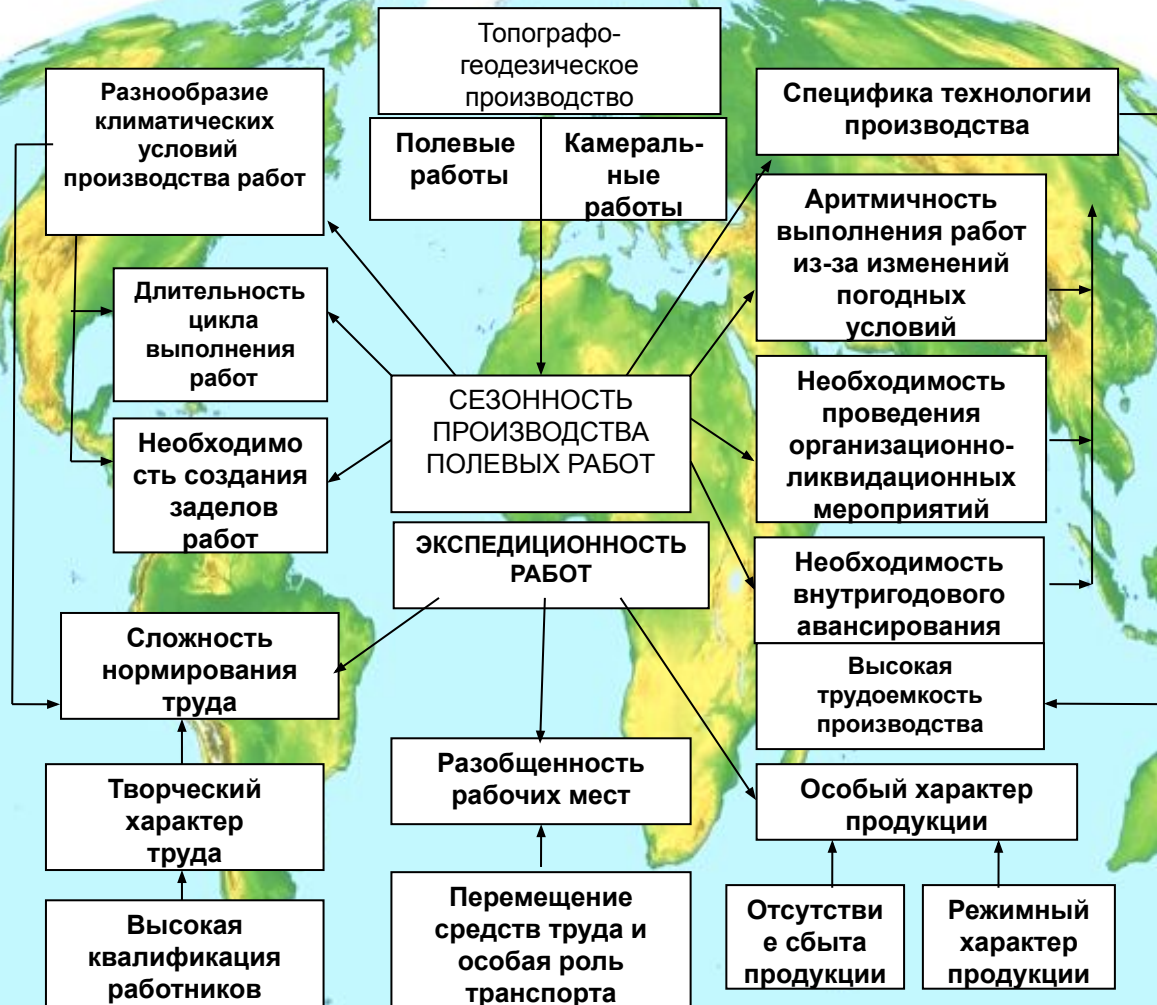 Топографо-
геодезическое
производство
Полевые
работы
Камераль-
ные
работы
Разнообразие
климатических
условий
производства работ
Специфика технологии
производства
Аритмичность
выполнения работ
из-за изменений
погодных
условий
Длительность
цикла
выполнения
работ
СЕЗОННОСТЬ
ПРОИЗВОДСТВА
ПОЛЕВЫХ РАБОТ
Необходимость
проведения
организационно-
ликвидационных
мероприятий
Необходимо
сть создания
заделов
работ
ЭКСПЕДИЦИОННОСТЬ
РАБОТ
Необходимость
внутригодового
авансирования
Сложность
нормирования
труда
Высокая
трудоемкость
производства
Разобщенность
рабочих мест
Творческий
характер
труда
Особый характер
продукции
Высокая
квалификация
работников
Перемещение
средств труда и
особая роль
транспорта
Отсутстви
е сбыта
продукции
Режимный
характер
продукции